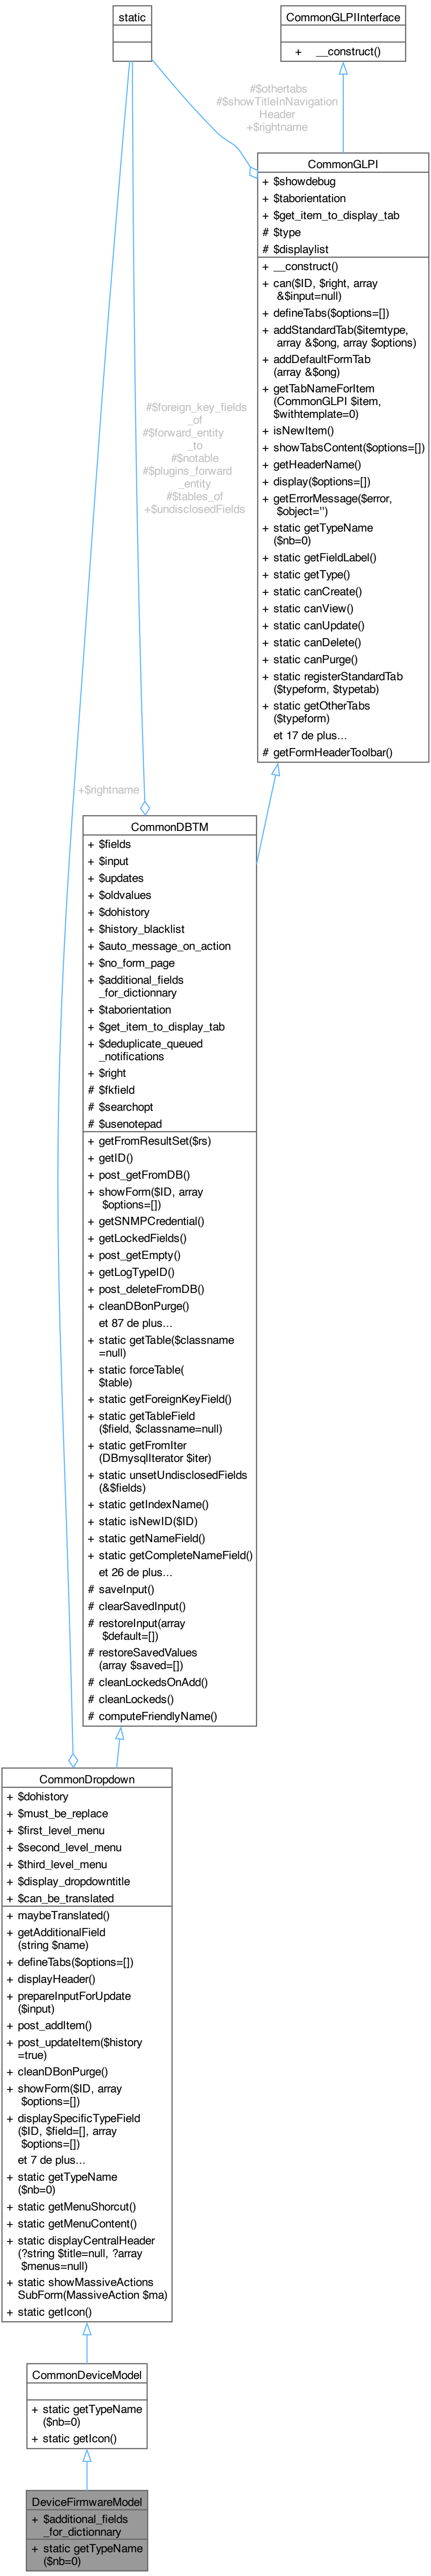 static
CommonGLPIInterface
+ __construct()
#$othertabs
#$showTitleInNavigation
Header
+$rightname
CommonGLPI
+ $showdebug
+ $taborientation
+ $get_item_to_display_tab
# $type
# $displaylist
+ __construct()
+ can($ID, $right, array
&$input=null)
+ defineTabs($options=[])
+ addStandardTab($itemtype,
array &$ong, array $options)
+ addDefaultFormTab
(array &$ong)
+ getTabNameForItem
(CommonGLPI $item,
$withtemplate=0)
+ isNewItem()
+ showTabsContent($options=[])
+ getHeaderName()
+ display($options=[])
+ getErrorMessage($error,
$object='')
+ static getTypeName
($nb=0)
+ static getFieldLabel()
+ static getType()
+ static canCreate()
+ static canView()
+ static canUpdate()
+ static canDelete()
+ static canPurge()
+ static registerStandardTab
($typeform, $typetab)
+ static getOtherTabs
($typeform)
et 17 de plus...
# getFormHeaderToolbar()
#$foreign_key_fields
_of
#$forward_entity
_to
#$notable
#$plugins_forward
_entity
#$tables_of
+$undisclosedFields
+$rightname
CommonDBTM
+ $fields
+ $input
+ $updates
+ $oldvalues
+ $dohistory
+ $history_blacklist
+ $auto_message_on_action
+ $no_form_page
+ $additional_fields
_for_dictionnary
+ $taborientation
+ $get_item_to_display_tab
+ $deduplicate_queued
_notifications
+ $right
# $fkfield
# $searchopt
# $usenotepad
+ getFromResultSet($rs)
+ getID()
+ post_getFromDB()
+ showForm($ID, array
$options=[])
+ getSNMPCredential()
+ getLockedFields()
+ post_getEmpty()
+ getLogTypeID()
+ post_deleteFromDB()
+ cleanDBonPurge()
et 87 de plus...
+ static getTable($classname
=null)
+ static forceTable(
$table)
+ static getForeignKeyField()
+ static getTableField
($field, $classname=null)
+ static getFromIter
(DBmysqlIterator $iter)
+ static unsetUndisclosedFields
(&$fields)
+ static getIndexName()
+ static isNewID($ID)
+ static getNameField()
+ static getCompleteNameField()
et 26 de plus...
# saveInput()
# clearSavedInput()
# restoreInput(array
$default=[])
# restoreSavedValues
(array $saved=[])
# cleanLockedsOnAdd()
# cleanLockeds()
# computeFriendlyName()
CommonDropdown
+ $dohistory
+ $must_be_replace
+ $first_level_menu
+ $second_level_menu
+ $third_level_menu
+ $display_dropdowntitle
+ $can_be_translated
+ maybeTranslated()
+ getAdditionalField
(string $name)
+ defineTabs($options=[])
+ displayHeader()
+ prepareInputForUpdate
($input)
+ post_addItem()
+ post_updateItem($history
=true)
+ cleanDBonPurge()
+ showForm($ID, array
$options=[])
+ displaySpecificTypeField
($ID, $field=[], array
$options=[])
et 7 de plus...
+ static getTypeName
($nb=0)
+ static getMenuShorcut()
+ static getMenuContent()
+ static displayCentralHeader
(?string $title=null, ?array
$menus=null)
+ static showMassiveActions
SubForm(MassiveAction $ma)
+ static getIcon()
CommonDeviceModel
+ static getTypeName
($nb=0)
+ static getIcon()
DeviceFirmwareModel
+ $additional_fields
_for_dictionnary
+ static getTypeName
($nb=0)